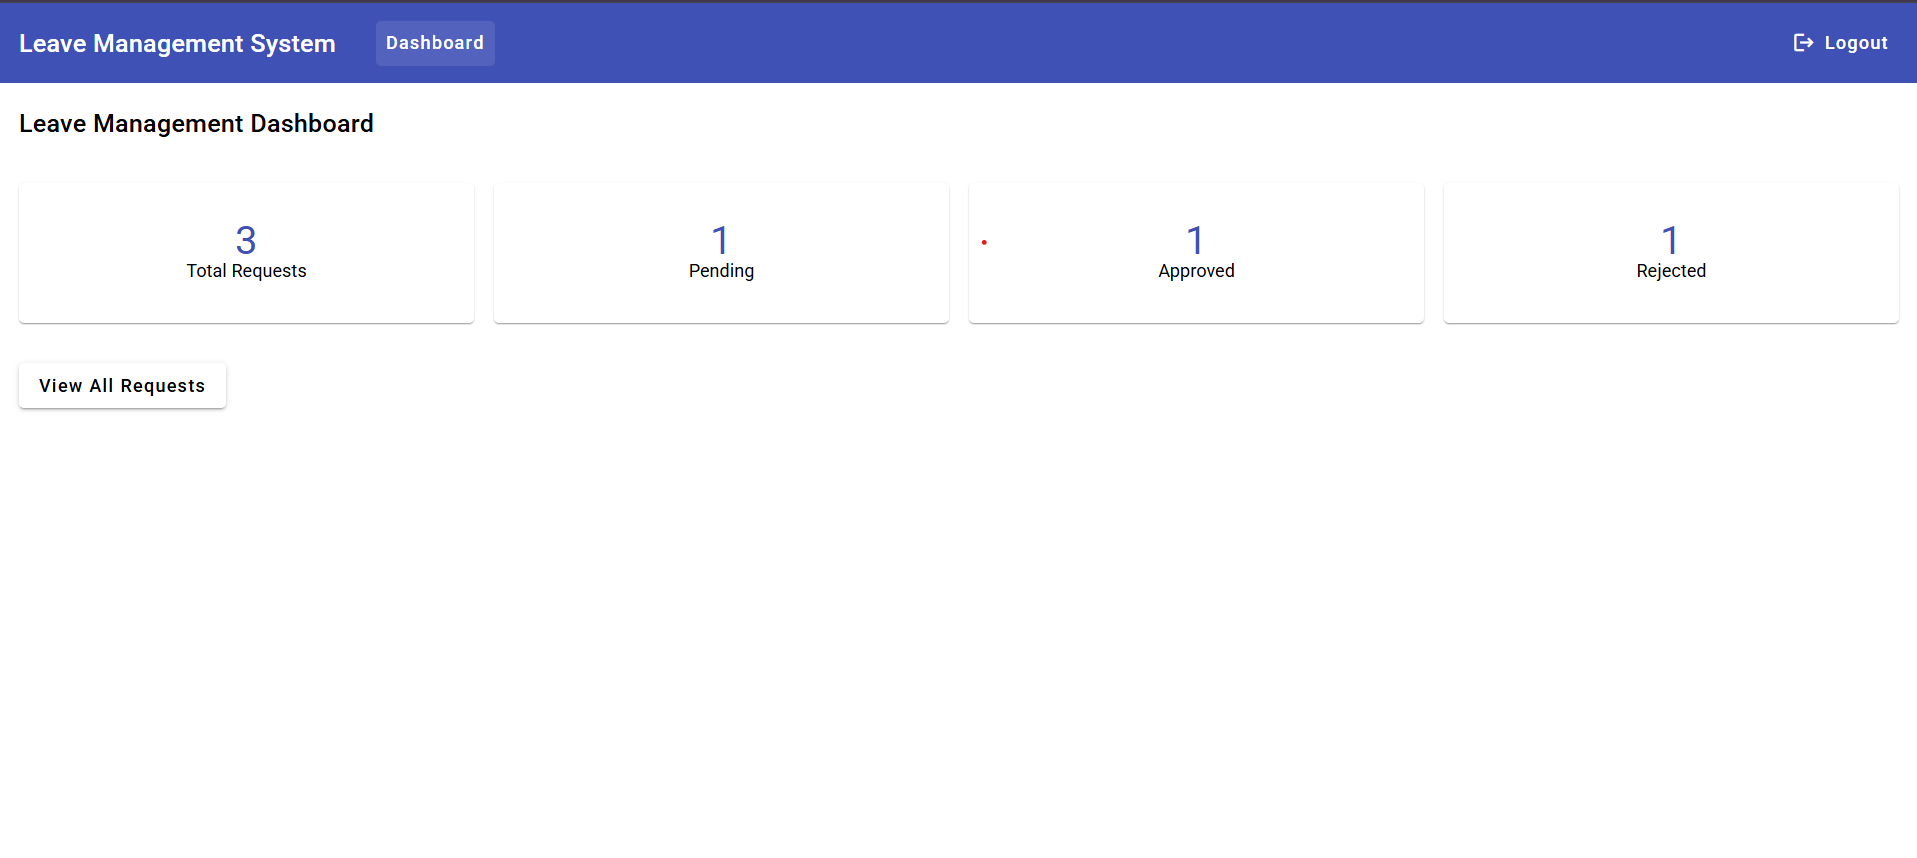 Leave Management System Dashboard Logout
Leave Management Dashboard
3 1 1 1
Total Requests Pending Approved Rejected
View All Requests